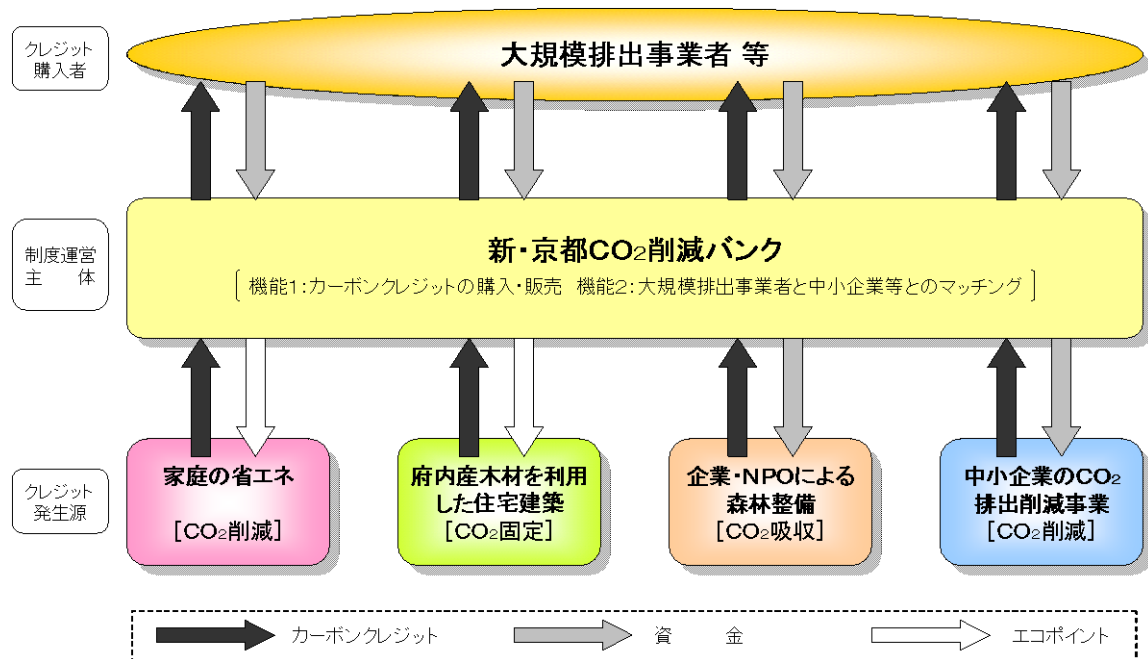 クレジット
購入者
大規模排出事業者 等
制度運営
主　体
新・京都CO₂削減バンク
［ 機能1：カーボンクレジットの購入・販売　機能2：大規模排出事業者と中小企業等とのマッチング ］
クレジット
発生源
家庭の省エネ
［CO₂削減］
府内産木材を利用
した住宅建築
［CO₂固定］
企業・NPOによる
森林整備
［CO₂吸収］
中小企業のCO₂
排出削減事業
［CO₂削減］
カーボンクレジット
資　金
エコポイント